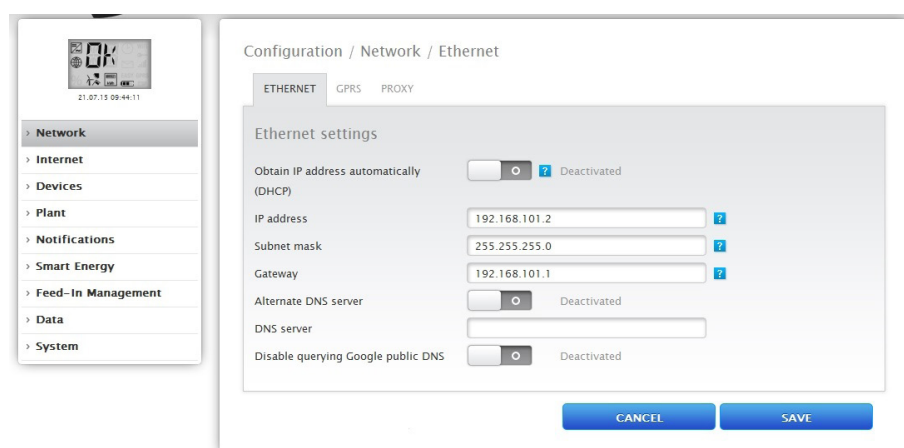 OK
21.07.15 09:44:11
Network
Internet
Devices
Plant
Notifications
Smart Energy
Feed-In Management
Data
System
Configuration / Network / Ethernet
ETHERNET GPRS PROXY
Ethernet settings
Obtain IP address automatically
(DHCP)
? Deactivated
IP address 192.168.101.2 ?
Subnet mask 255.255.255.0 ?
Gateway 192.168.101.1 ?
Alternate DNS server Deactivated
DNS server
Disable querying Google public DNS Deactivated
CANCEL SAVE